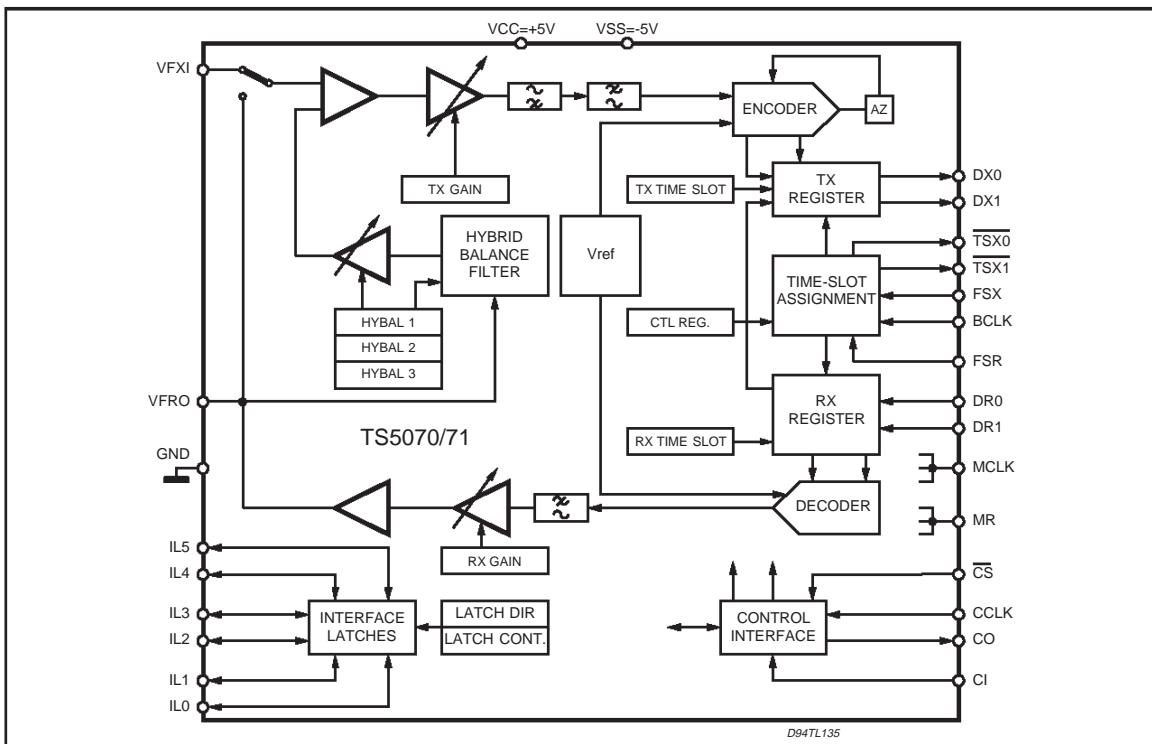 VCC=+5V
VSS=-5V
VFXI
ENCODER
AZ
TX GAIN
TX TIME SLOT
TX
REGISTER
DX0
DX1
HYBRID
BALANCE
FILTER
Vref
TSX0
TSX1
TIME-SLOT
ASSIGNMENT
FSX
BCLK
CTL REG.
HYBAL 1
HYBAL 2
HYBAL 3
FSR
VFRO
RX
REGISTER
DR0
DR1
TS5070/71
RX TIME SLOT
GND
MCLK
DECODER
MR
RX GAIN
IL5
IL4
IL3
IL2
IL1
IL0
INTERFACE
LATCHES
LATCH DIR
LATCH CONT.
CONTROL
INTERFACE
CS
CCLK
CO
CI
D94TL135